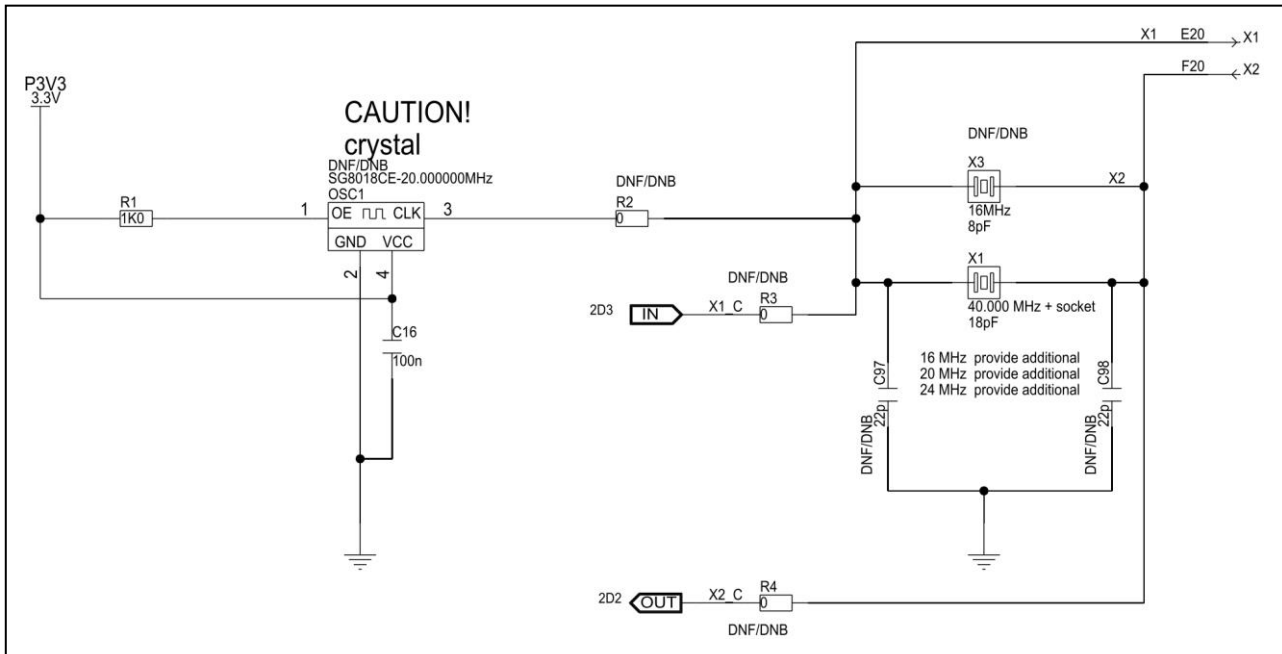 X1 E20 X1
F20 X2
P3V3
3.3V
CAUTION!
crystal
DNF/DNB
SG8018CE-20.000000MHz
OSC1
R1
1K0
1
OE CLK
3
GND VCC
2
4
C16
100n
DNF/DNB
R2
0
DNF/DNB
X3
X2
16MHz
8pF
X1
40.000 MHz + socket
18pF
DNF/DNB
2D3 IN X1_C
R3
0
16 MHz provide additional
20 MHz provide additional
24 MHz provide additional
C97
22p
DNF/DNB
C98
22p
DNF/DNB
2D2 OUT X2_C
R4
0
DNF/DNB